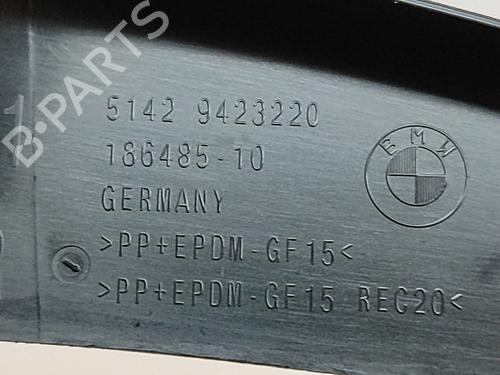 B-PARTS
5142 9423220
186485-10
BMW
GERMANY
>PP+EPDM-GF15<
>PP+EPDM-GF15 REC20<